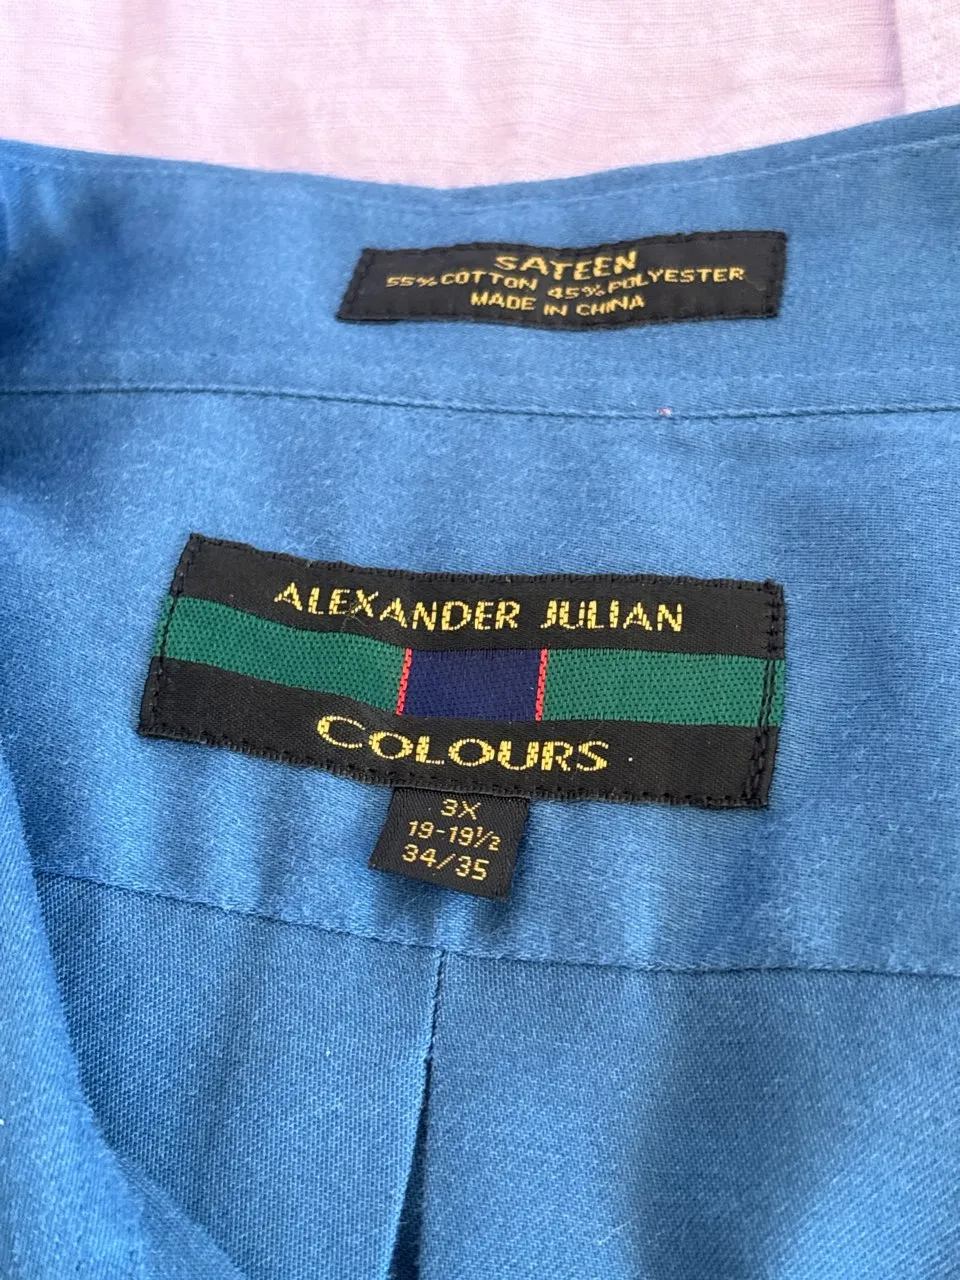 SATEEN
55% COTTON 45% POLYESTER
MADE IN CHINA
ALEXANDER JULIAN
COLOURS
3X
19-19½
34/35